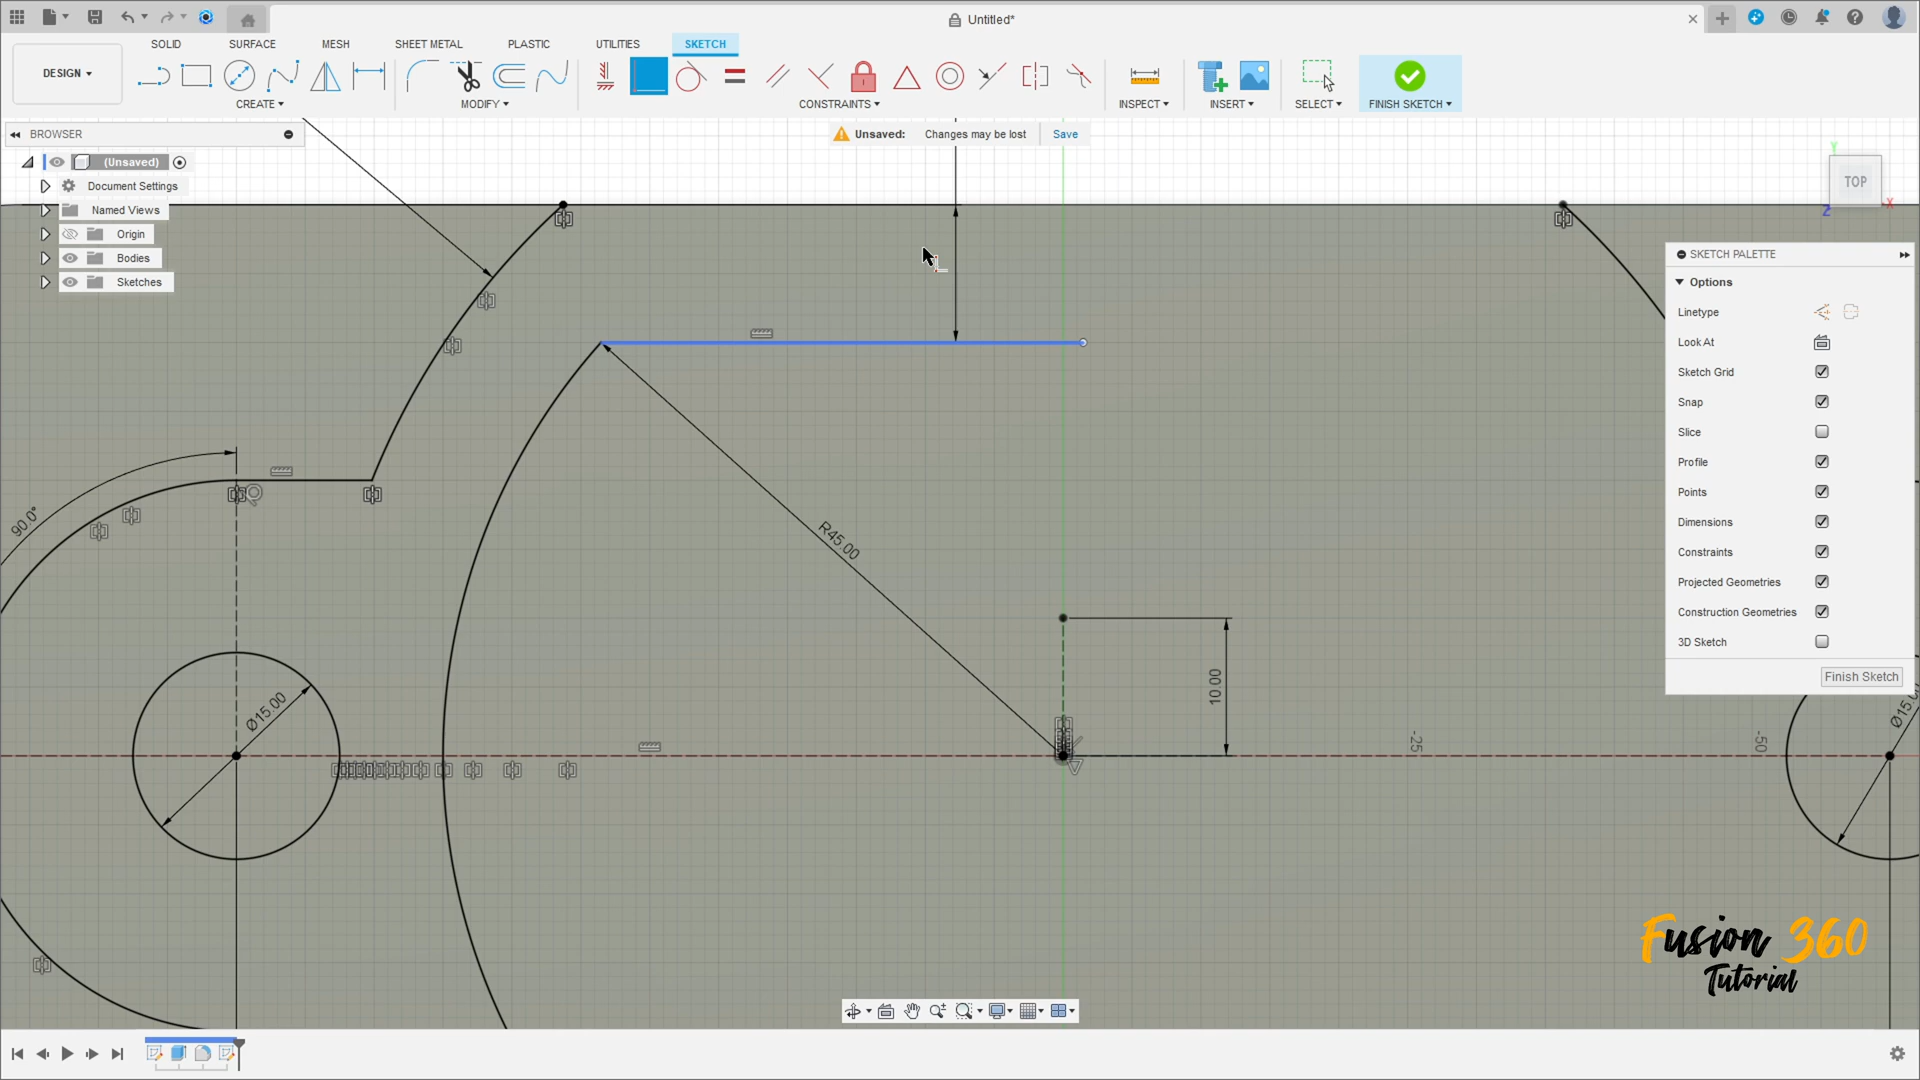 Untitled*
SOLID
SURFACE
MESH
SHEET METAL
PLASTIC
UTILITIES
SKETCH
DESIGN
CREATE
MODIFY
CONSTRAINTS
INSPECT
INSERT
SELECT
FINISH SKETCH
BROWSER
Unsaved: Changes may be lost Save
(Unsaved)
Document Settings
Named Views
Origin
Bodies
Sketches
Y
TOP
X
Z
SKETCH PALETTE
Options
Linetype
Look At
Sketch Grid
Snap
Slice
Profile
Points
Dimensions
Constraints
Projected Geometries
Construction Geometries
3D Sketch
Finish Sketch
90.0°
R45.00
Ø15.00
10.00
-25
-50
Fusion 360
Tutorial